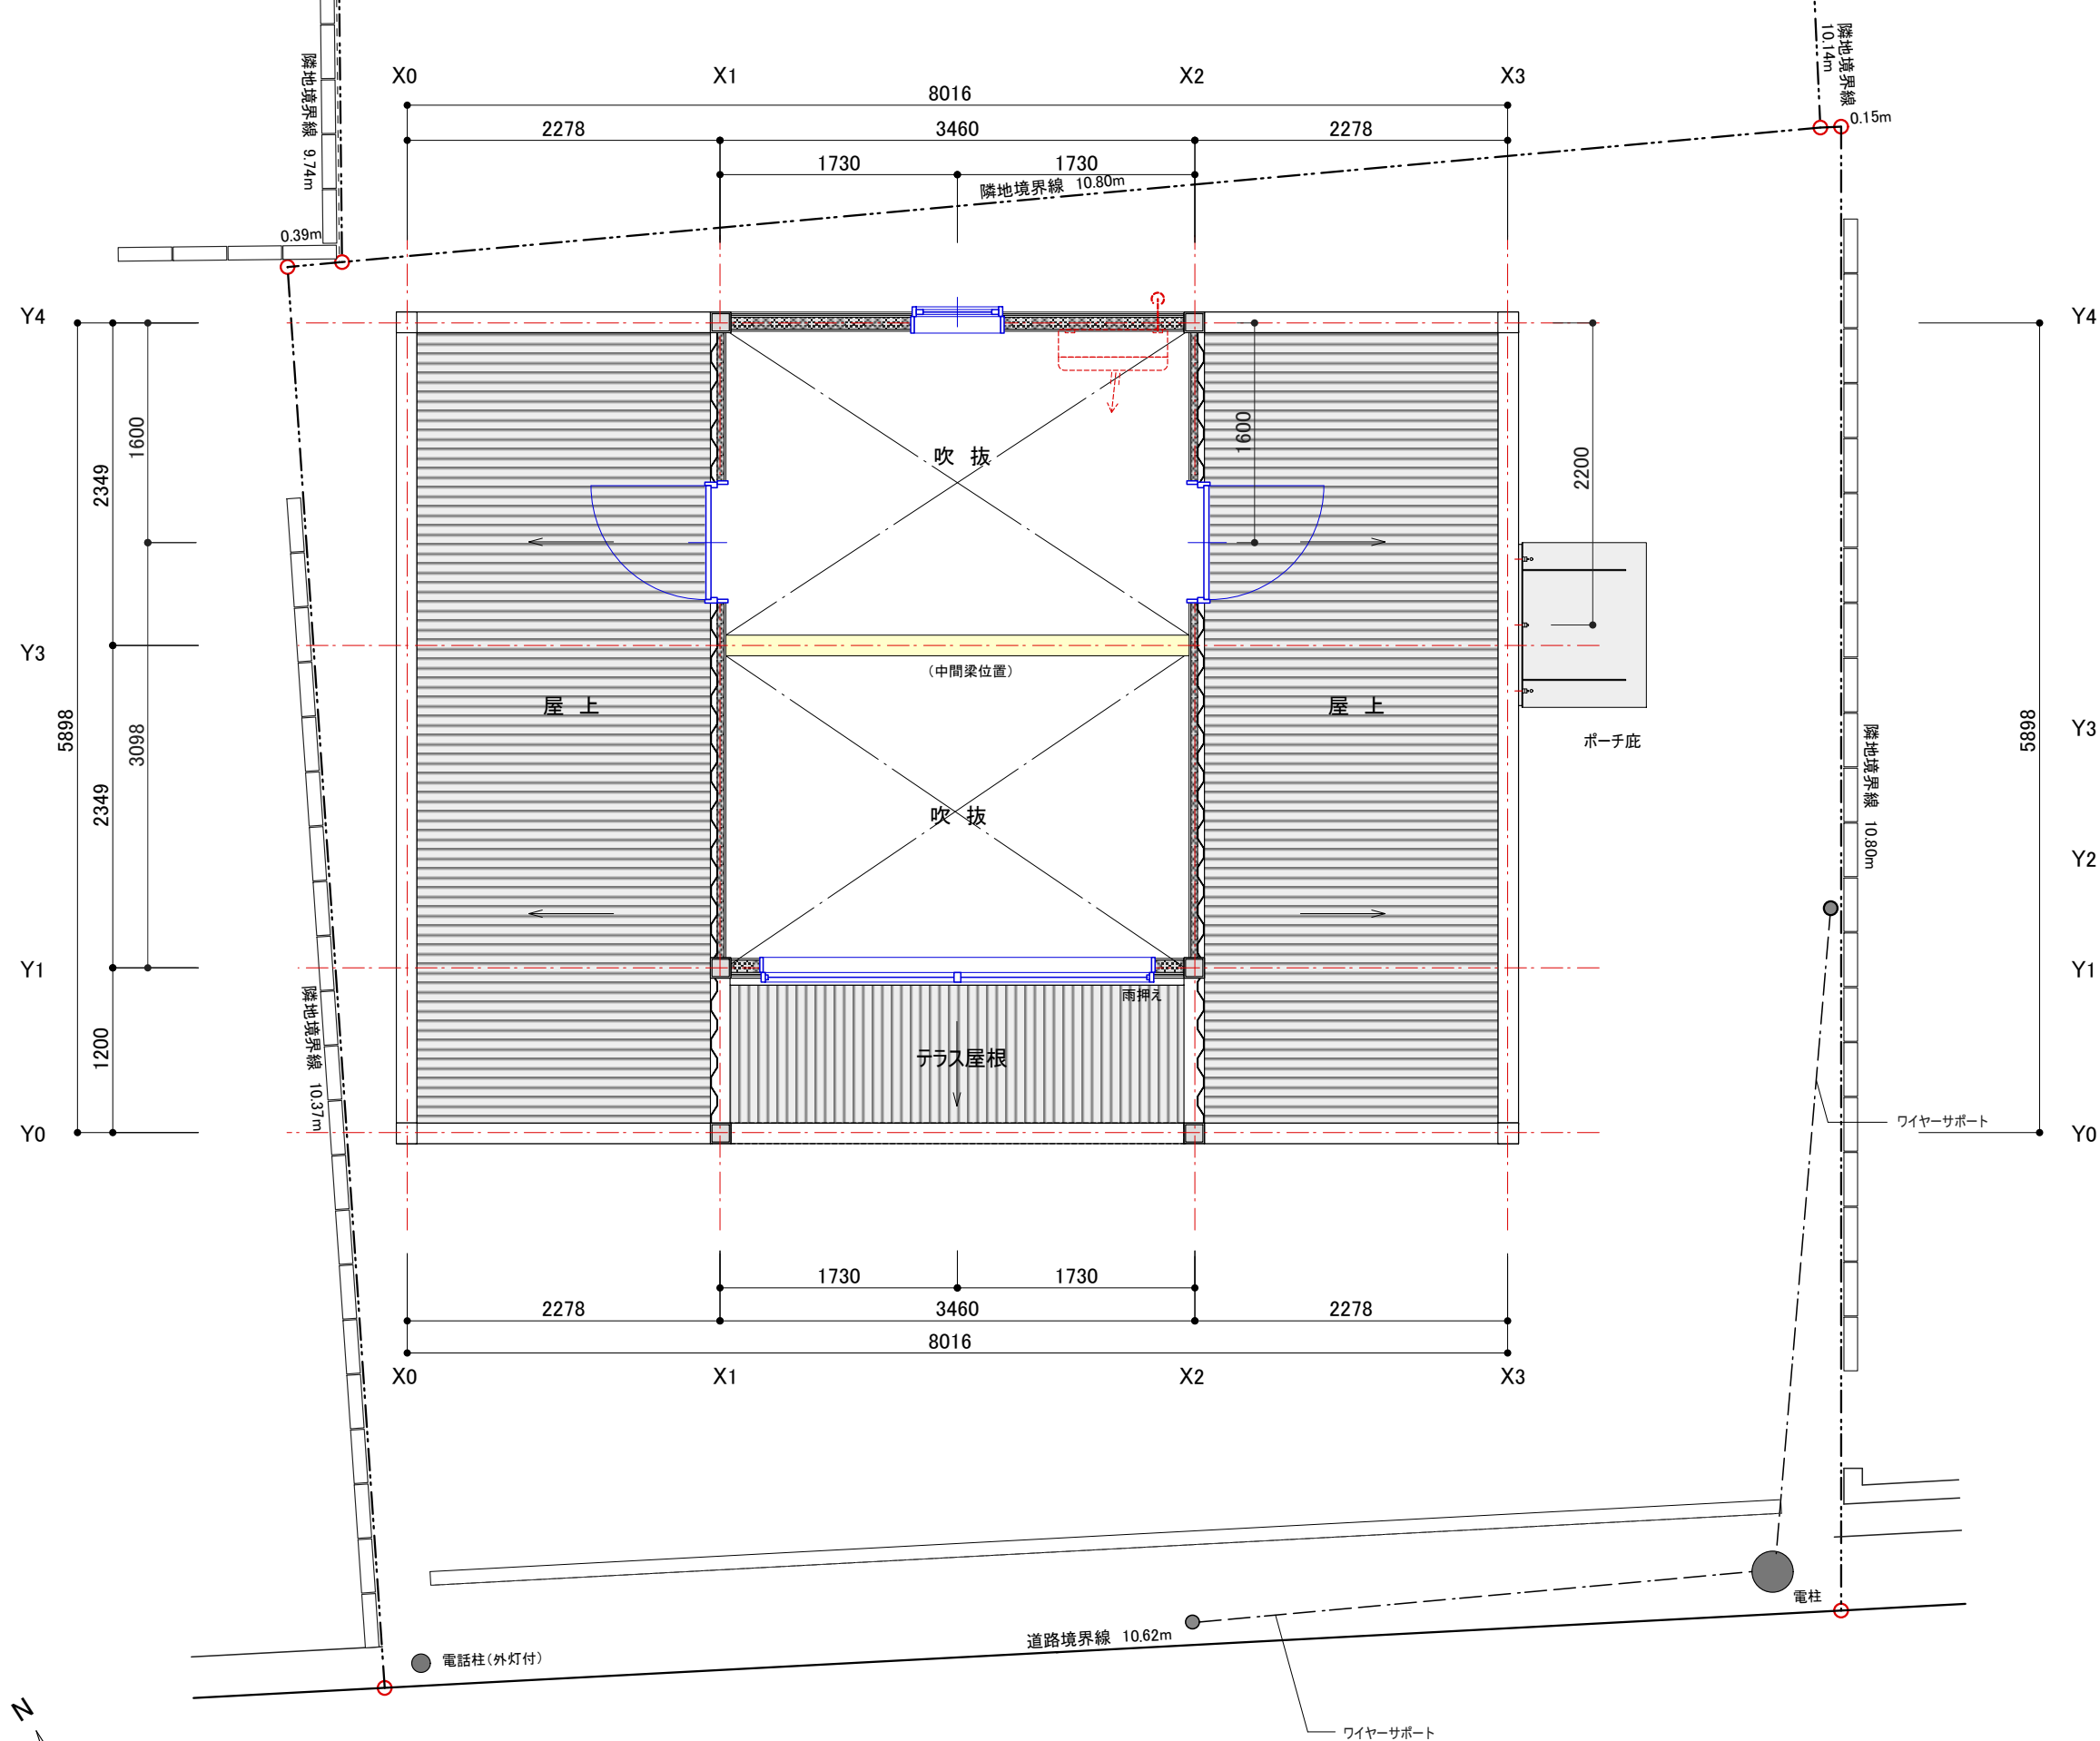 隣地境界線 9.74m
隣地境界線 10.14m
X0 X1 X2 X3
8016
0.15m
2278 3460 2278
1730 1730
隣地境界線 10.80m
0.39m
Y4
Y4
1600
2349
吹 抜
1600
2200
Y3
(中間梁位置)
屋 上
屋 上
5898
3098
5898
Y3
ポーチ庇
隣地境界線 10.80m
2349
吹 抜
Y2
Y1
Y1
雨押え
隣地境界線 10.37m
1200
テラス屋根
ワイヤーサポート
Y0
Y0
1730 1730
2278 3460 2278
8016
X0 X1 X2 X3
電柱
道路境界線 10.62m
電話柱(外灯付)
N
ワイヤーサポート